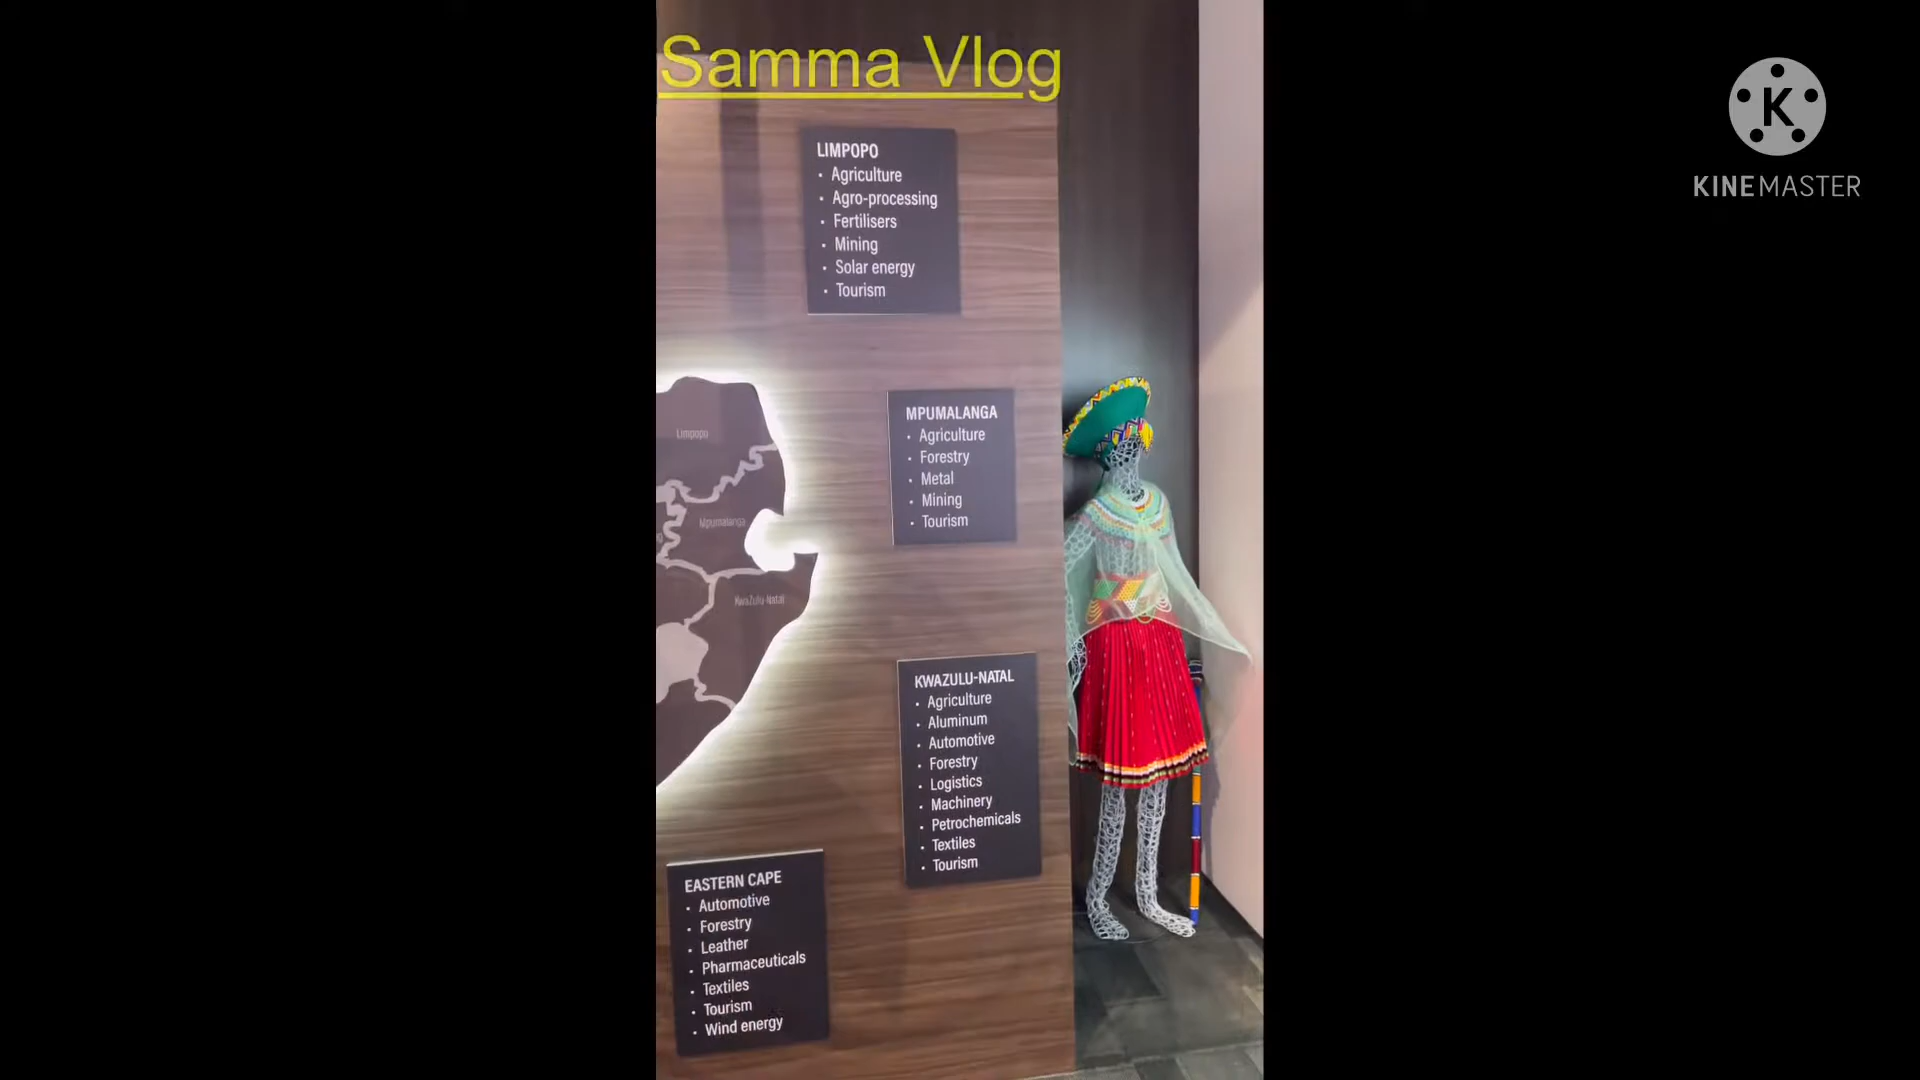 Samma Vlog
LIMPOPO
• Agriculture
• Agro-processing
• Fertilisers
• Mining
• Solar energy
• Tourism
MPUMALANGA
• Agriculture
• Forestry
• Metal
• Mining
• Tourism
Limpopo
Mpumalanga
KwaZulu-Natal
KWAZULU-NATAL
• Agriculture
• Aluminum
• Automotive
• Forestry
• Logistics
• Machinery
• Petrochemicals
• Textiles
• Tourism
EASTERN CAPE
• Automotive
• Forestry
• Leather
• Pharmaceuticals
• Textiles
• Tourism
• Wind energy
K
KINEMASTER